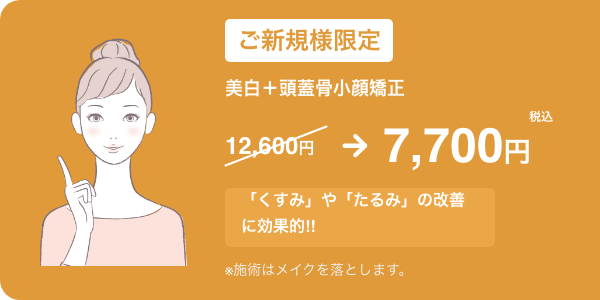 ご新規様限定
美白＋頭蓋骨小顔矯正
税込
12,600円 → 7,700円
「くすみ」や「たるみ」の改善
に効果的!!
※施術はメイクを落とします。